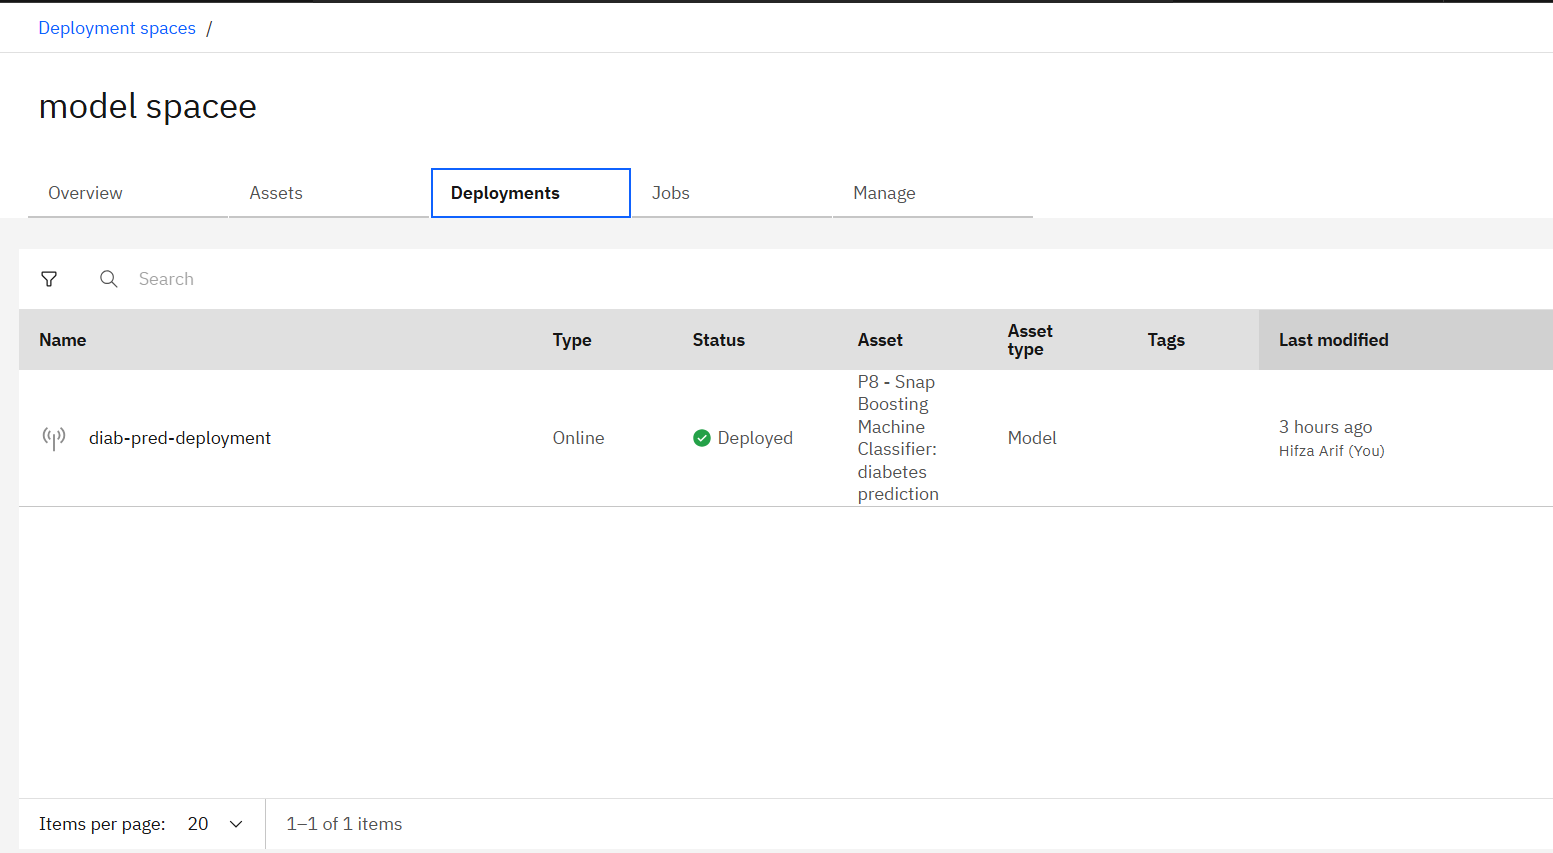 Deployment spaces /
model spacee
Overview Assets Deployments Jobs Manage
Search
Name Type Status Asset Asset type Tags Last modified
diab-pred-deployment Online Deployed
P8 - Snap
Boosting
Machine
Classifier:
diabetes
prediction
Model
3 hours ago
Hifza Arif (You)
Items per page: 20 1–1 of 1 items